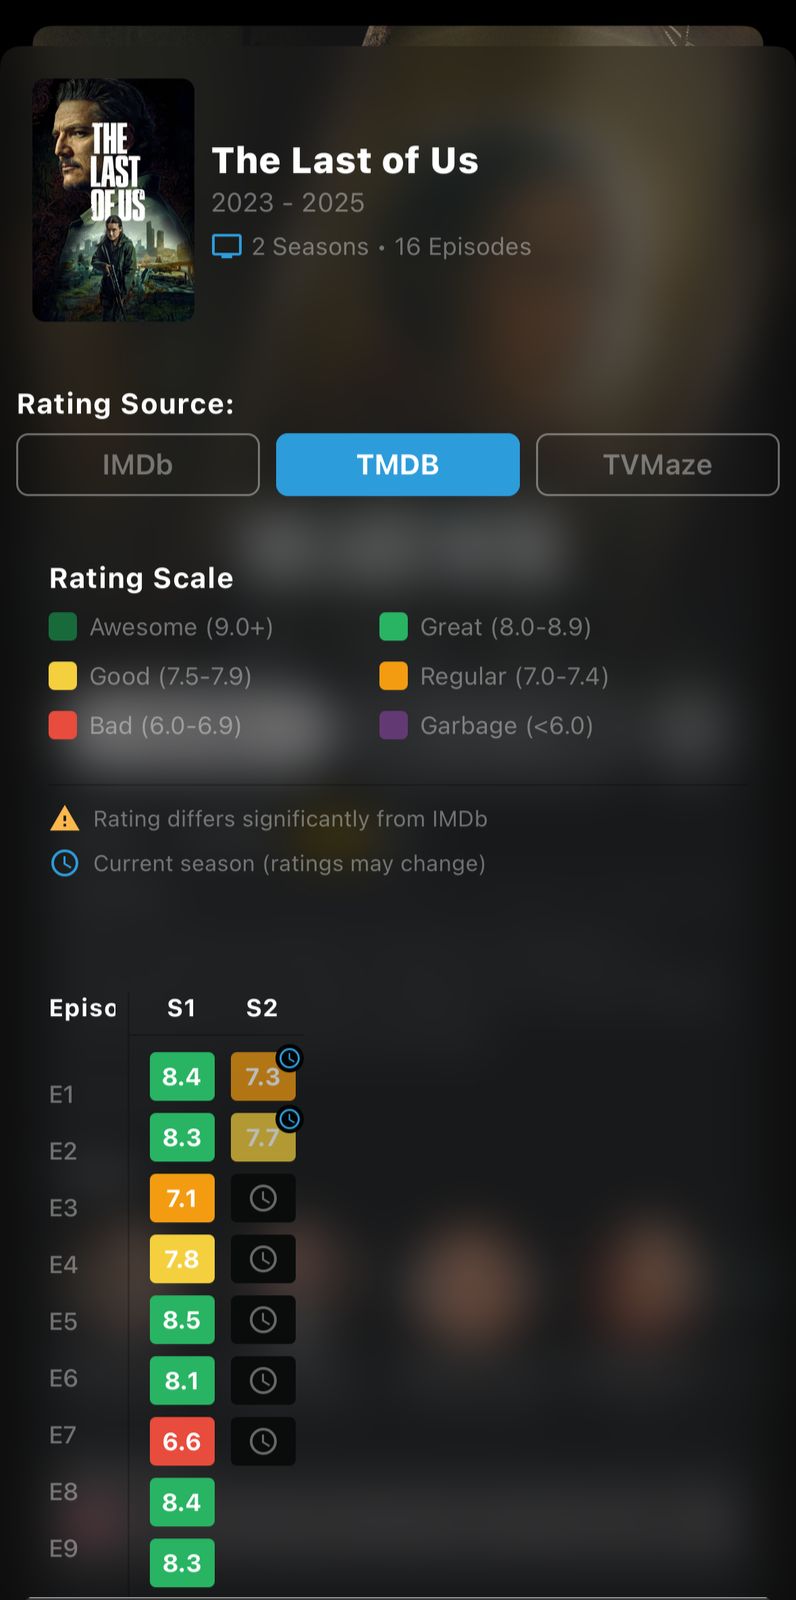 THE
LAST
OF US
The Last of Us
2023 - 2025
2 Seasons • 16 Episodes
Rating Source:
IMDb TMDB TVMaze
Rating Scale
Awesome (9.0+) Great (8.0-8.9)
Good (7.5-7.9) Regular (7.0-7.4)
Bad (6.0-6.9) Garbage (<6.0)
Rating differs significantly from IMDb
Current season (ratings may change)
Episo S1 S2
E1 8.4 7.3
E2 8.3 7.7
E3 7.1
E4 7.8
E5 8.5
E6 8.1
E7 6.6
E8 8.4
E9 8.3